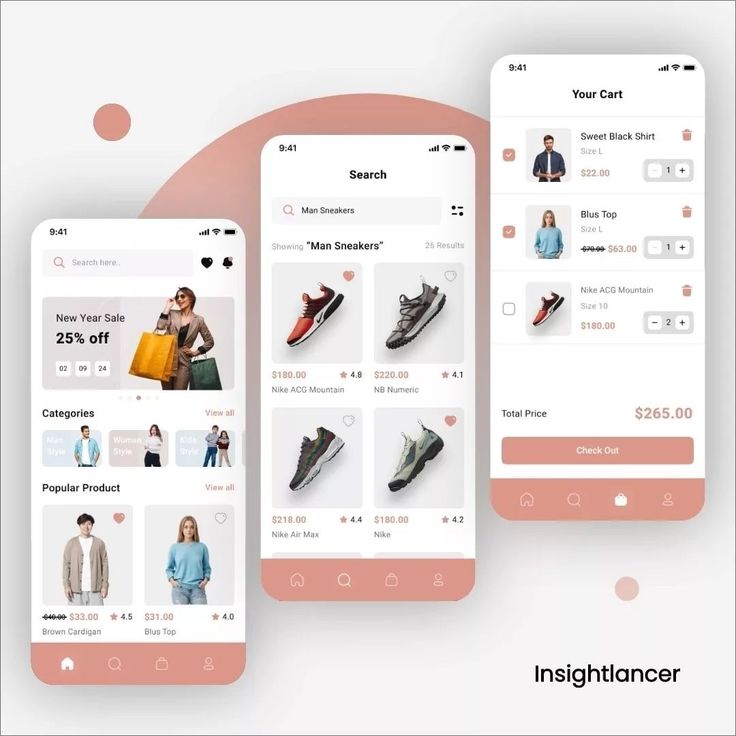 9:41
Search here..
New Year Sale
25% off
02 09 24
Categories
View all
Man
Style
Woman
Style
Kids
Style
Popular Product
View all
$40.00 $33.00
4.5
Brown Cardigan
$31.00
4.0
Blus Top
9:41
Search
Man Sneakers
Showing "Man Sneakers"
26 Results
$180.00
4.8
Nike ACG Mountain
$220.00
4.1
NB Numeric
$218.00
4.4
Nike Air Max
$180.00
4.2
Nike
9:41
Your Cart
Sweet Black Shirt
Size L
$22.00
1
Blus Top
Size L
$70.00 $63.00
1
Nike ACG Mountain
Size 10
$180.00
2
Total Price
$265.00
Check Out
Insightlancer